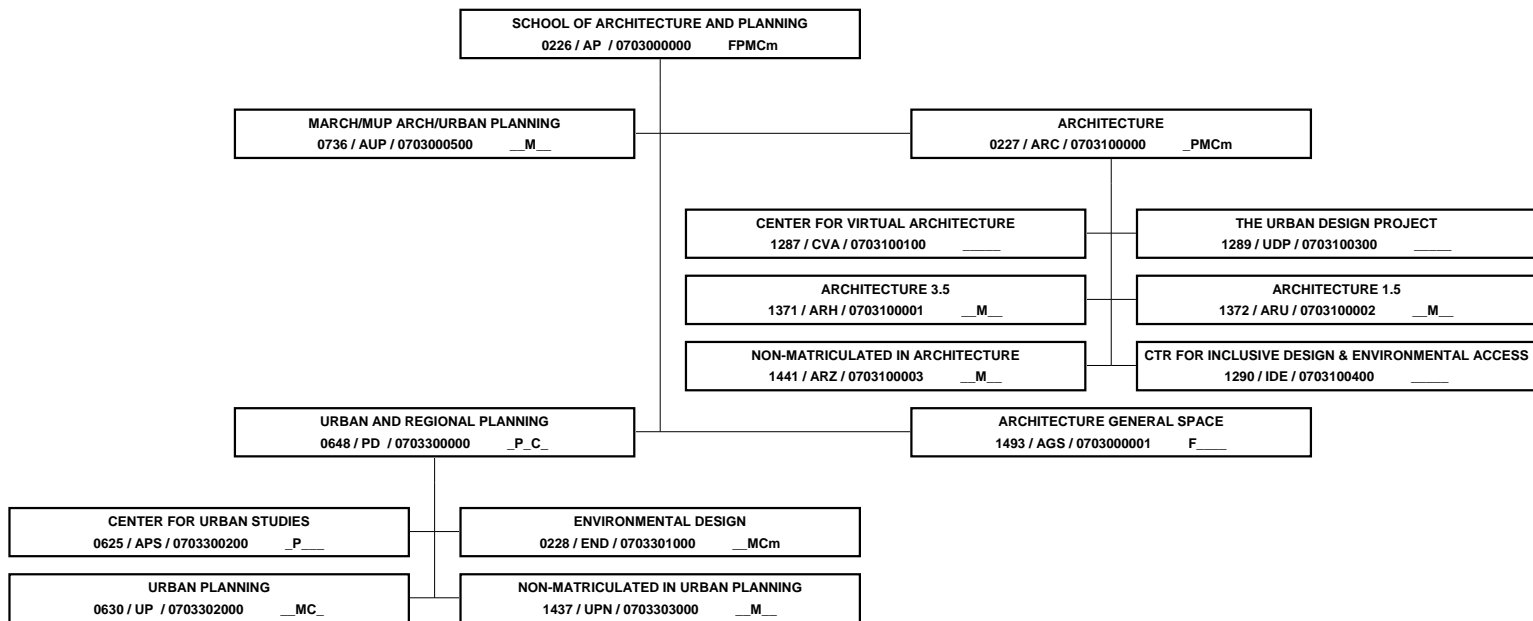 SCHOOL OF ARCHITECTURE AND PLANNING
0226 / AP / 0703000000 FPMCm
MARCH/MUP ARCH/URBAN PLANNING
0736 / AUP / 0703000500 __M__
ARCHITECTURE
0227 / ARC / 0703100000 _PMCm
CENTER FOR VIRTUAL ARCHITECTURE
1287 / CVA / 0703100100 _____
THE URBAN DESIGN PROJECT
1289 / UDP / 0703100300 _____
ARCHITECTURE 3.5
1371 / ARH / 0703100001 __M__
ARCHITECTURE 1.5
1372 / ARU / 0703100002 __M__
NON-MATRICULATED IN ARCHITECTURE
1441 / ARZ / 0703100003 __M__
CTR FOR INCLUSIVE DESIGN & ENVIRONMENTAL ACCESS
1290 / IDE / 0703100400 _____
URBAN AND REGIONAL PLANNING
0648 / PD / 0703300000 _P_C_
ARCHITECTURE GENERAL SPACE
1493 / AGS / 0703000001 F____
CENTER FOR URBAN STUDIES
0625 / APS / 0703300200 _P___
ENVIRONMENTAL DESIGN
0228 / END / 0703301000 __MCm
URBAN PLANNING
0630 / UP / 0703302000 __MC_
NON-MATRICULATED IN URBAN PLANNING
1437 / UPN / 0703303000 __M__